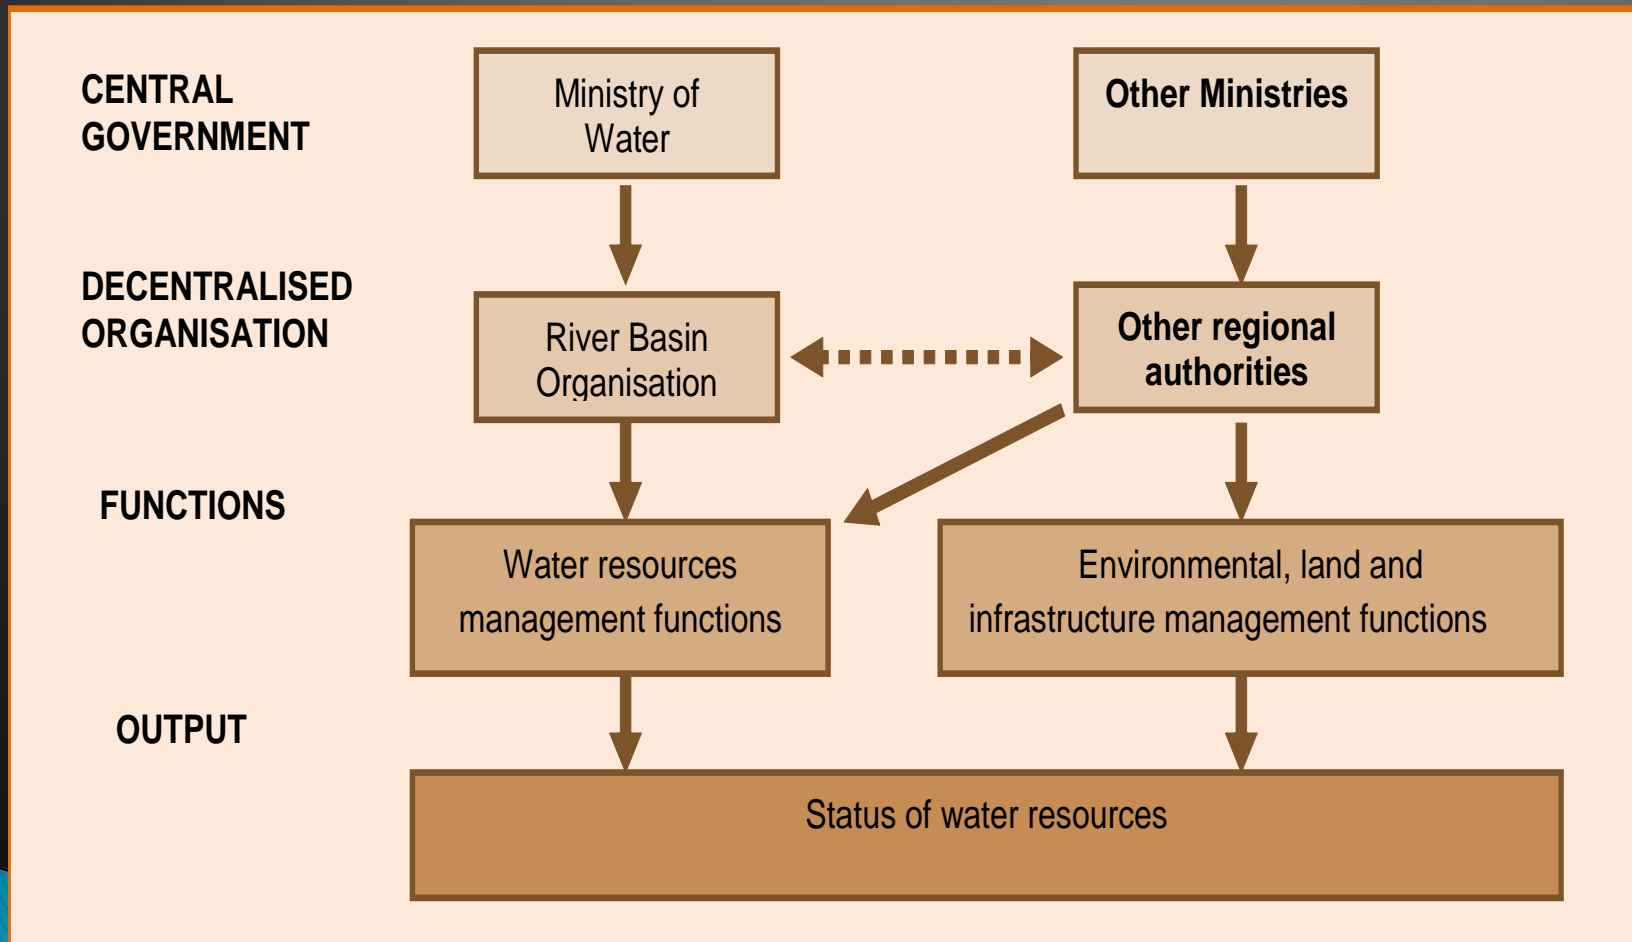 CENTRAL
GOVERNMENT
Ministry of
Water
Other Ministries
DECENTRALISED
ORGANISATION
River Basin
Organisation
Other regional
authorities
FUNCTIONS
Water resources
management functions
Environmental, land and
infrastructure management functions
OUTPUT
Status of water resources